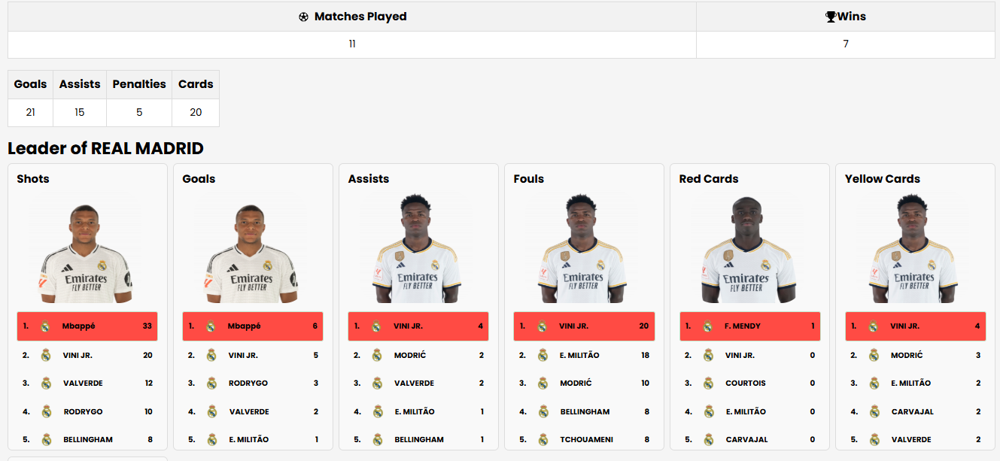 Matches Played Wins
11 7
Goals Assists Penalties Cards
21 15 5 20
Leader of REAL MADRID
Shots
Emirates
FLY BETTER
1. Mbappé 33
2. VINI JR. 20
3. VALVERDE 12
4. RODRYGO 10
5. BELLINGHAM 8
Goals
Emirates
FLY BETTER
1. Mbappé 6
2. VINI JR. 5
3. RODRYGO 3
4. VALVERDE 2
5. E. MILITÃO 1
Assists
Emirates
FLY BETTER
1. VINI JR. 4
2. MODRIĆ 2
3. VALVERDE 2
4. E. MILITÃO 1
5. BELLINGHAM 1
Fouls
Emirates
FLY BETTER
1. VINI JR. 20
2. E. MILITÃO 18
3. MODRIĆ 10
4. BELLINGHAM 8
5. TCHOUAMENI 8
Red Cards
Emirates
FLY BETTER
1. F. MENDY 1
2. VINI JR. 0
3. COURTOIS 0
4. E. MILITÃO 0
5. CARVAJAL 0
Yellow Cards
Emirates
FLY BETTER
1. VINI JR. 4
2. MODRIĆ 3
3. E. MILITÃO 2
4. CARVAJAL 2
5. VALVERDE 2